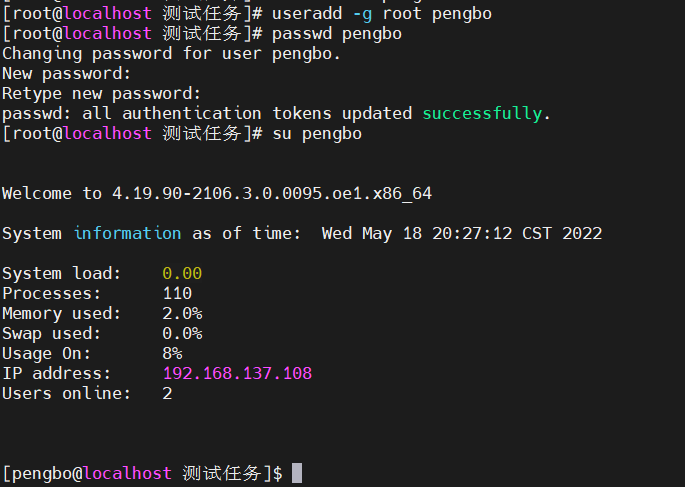 [root@localhost 测试任务]# useradd -g root pengbo
[root@localhost 测试任务]# passwd pengbo
Changing password for user pengbo.
New password:
Retype new password:
passwd: all authentication tokens updated successfully.
[root@localhost 测试任务]# su pengbo
Welcome to 4.19.90-2106.3.0.0095.oe1.x86_64
System information as of time:  Wed May 18 20:27:12 CST 2022
System load:    0.00
Processes:      110
Memory used:    2.0%
Swap used:      0.0%
Usage On:       8%
IP address:     192.168.137.108
Users online:   2
[pengbo@localhost 测试任务]$